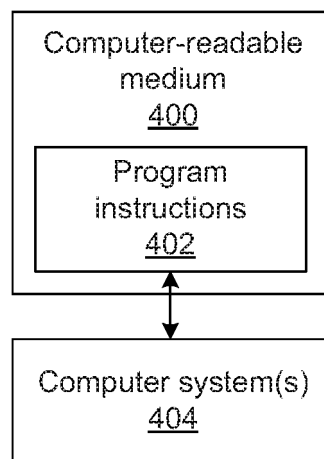 Computer-readable
medium
400
Program
instructions
402
Computer system(s)
404